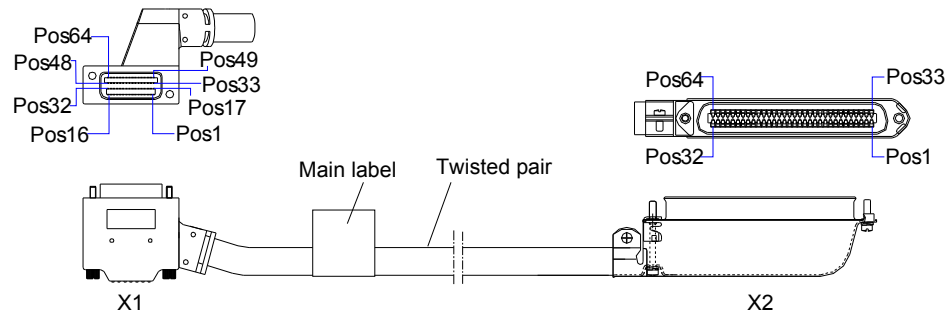 Pos64
Pos49
Pos48
Pos33
Pos32
Pos17
Pos16
Pos1
Pos64
Pos33
Pos32
Pos1
Main label
Twisted pair
X1
X2